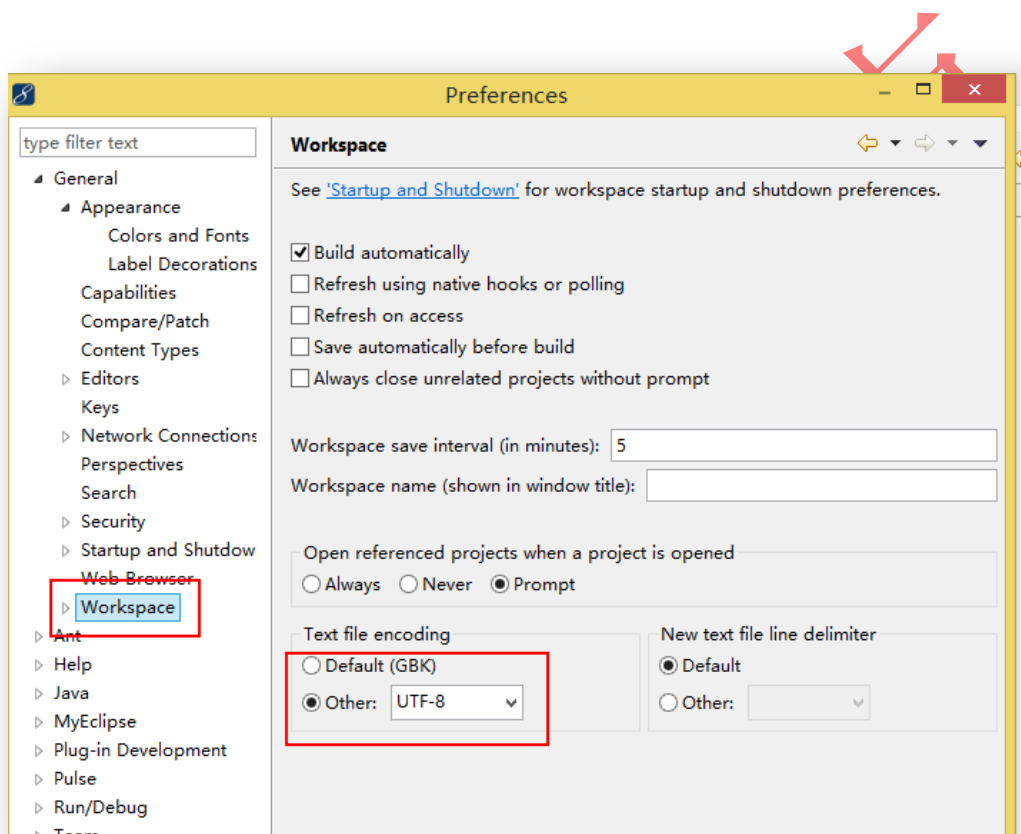 Preferences
type filter text
General
Appearance
Colors and Fonts
Label Decorations
Capabilities
Compare/Patch
Content Types
Editors
Keys
Network Connections
Perspectives
Search
Security
Startup and Shutdow
Web Browser
Workspace
Ant
Help
Java
MyEclipse
Plug-in Development
Pulse
Run/Debug
Team
Workspace
See 'Startup and Shutdown' for workspace startup and shutdown preferences.
Build automatically
Refresh using native hooks or polling
Refresh on access
Save automatically before build
Always close unrelated projects without prompt
Workspace save interval (in minutes): 5
Workspace name (shown in window title):
Open referenced projects when a project is opened
Always Never Prompt
Text file encoding
Default (GBK)
Other: UTF-8
New text file line delimiter
Default
Other: